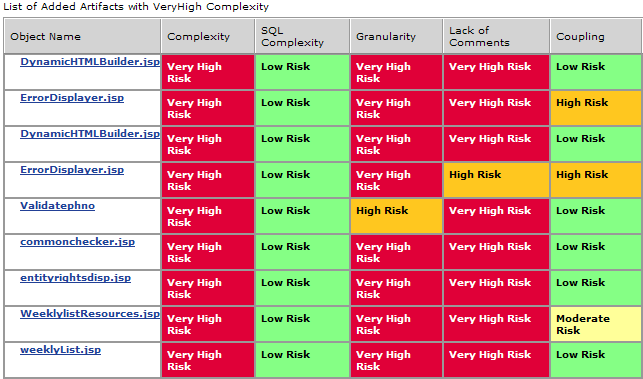 List of Added Artifacts with VeryHigh Complexity
Object Name Complexity SQL Complexity Granularity Lack of Comments Coupling
DynamicHTMLBuilder.jsp Very High Risk Low Risk Very High Risk Very High Risk Low Risk
ErrorDisplayer.jsp Very High Risk Low Risk Very High Risk Very High Risk High Risk
DynamicHTMLBuilder.jsp Very High Risk Low Risk Very High Risk Very High Risk Low Risk
ErrorDisplayer.jsp Very High Risk Low Risk Very High Risk High Risk High Risk
Validatephno Very High Risk Low Risk High Risk Very High Risk Low Risk
commonchecker.jsp Very High Risk Low Risk Very High Risk Very High Risk Low Risk
entityrightsdisp.jsp Very High Risk Low Risk Very High Risk Very High Risk Low Risk
WeeklylistResources.jsp Very High Risk Low Risk Very High Risk Very High Risk Moderate Risk
weeklyList.jsp Very High Risk Low Risk Very High Risk Very High Risk Low Risk